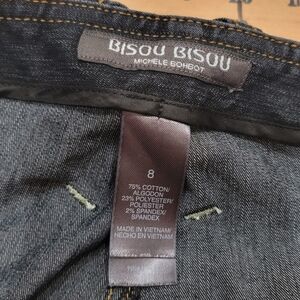 BISOU BISOU
MICHELE BOHBOT
8
75% COTTON/
ALGODON
23% POLYESTER/
POLIESTER
2% SPANDEX/
SPANDEX
MADE IN VIETNAM/
HECHO EN VIETNAM